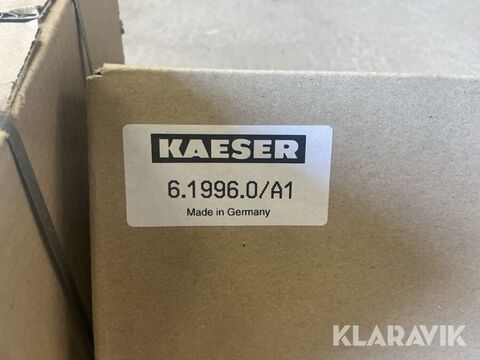 KAESER
6.1996.0/A1
Made in Germany
KLARAVIK